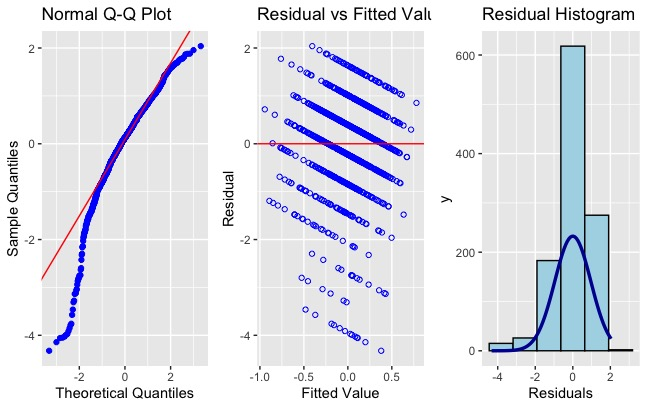 Normal Q-Q Plot
2
0
-2
-4
Sample Quantiles
-2
0
2
Theoretical Quantiles
Residual vs Fitted Valu
2
0
-2
-4
Residual
-1.0
-0.5
0.0
0.5
Fitted Value
Residual Histogram
600
400
200
0
y
-4
-2
0
2
Residuals